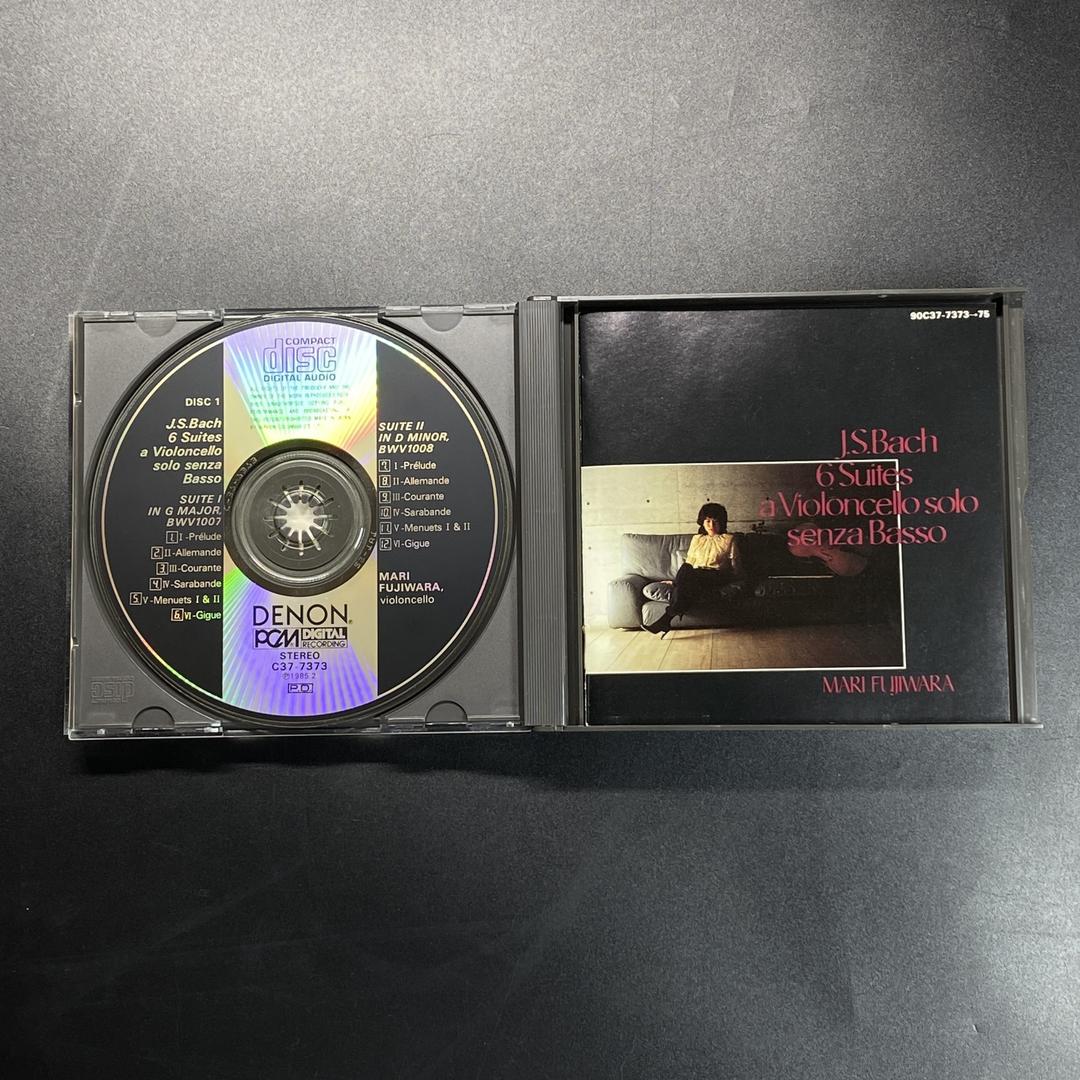 COMPACT
disc
DIGITAL AUDIO
DISC 1
J.S.Bach
6 Suites
a Violoncello
solo senza
Basso
SUITE I
IN G MAJOR,
BWV1007
1. I-Prélude
2. II-Allemande
3. III-Courante
4. IV-Sarabande
5. V-Menuets I & II
6. VI-Gigue
SUITE II
IN D MINOR,
BWV1008
7. I-Prélude
8. II-Allemande
9. III-Courante
10. IV-Sarabande
11. V-Menuets I & II
12. VI-Gigue
MARI
FUJIWARA,
violoncello
DENON®
PCM® DIGITAL
RECORDING
STEREO
C37-7373
℗1985.2
P.O
disc
90C37-7373→75
J.S.Bach
6 Suites
a Violoncello solo
senza Basso
MARI FUJIWARA